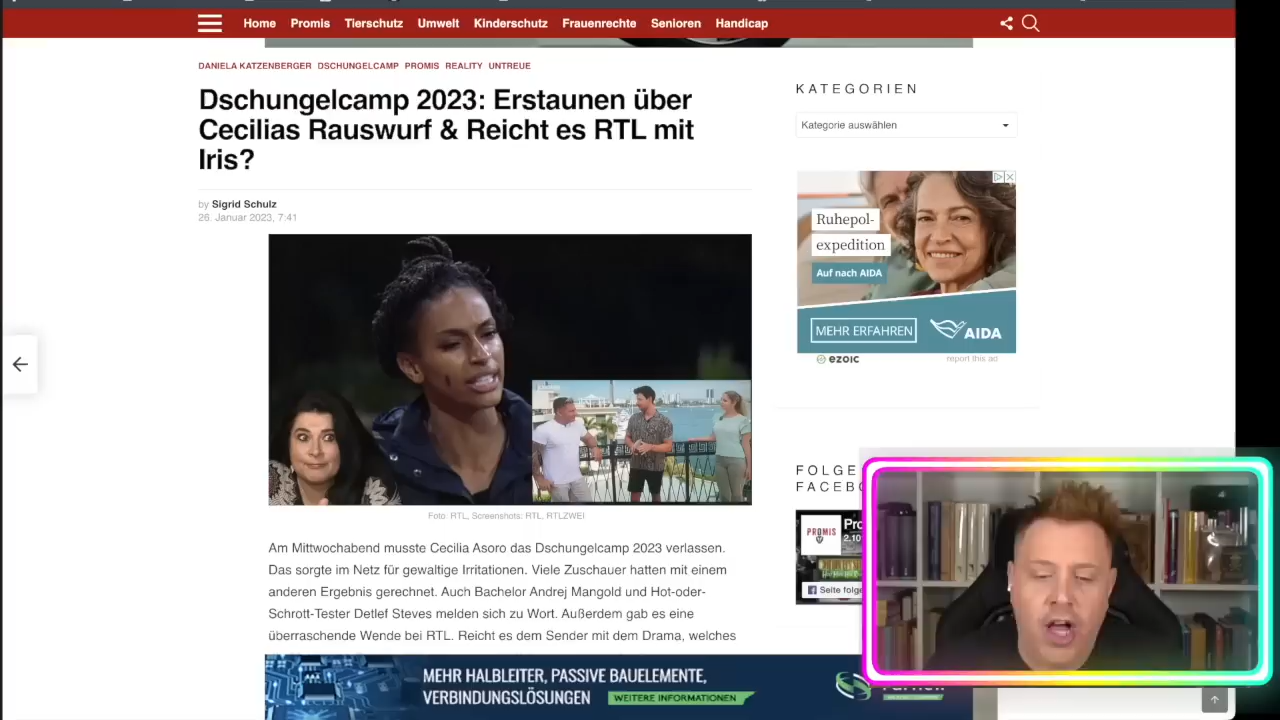 Home Promis Tierschutz Umwelt Kinderschutz Frauenrechte Senioren Handicap
DANIELA KATZENBERGER DSCHUNGELCAMP PROMIS REALITY UNTREUE
Dschungelcamp 2023: Erstaunen über
Cecilias Rauswurf & Reicht es RTL mit
Iris?
by Sigrid Schulz
26. Januar 2023, 7:41
Foto: RTL, Screenshots: RTL, RTLZWEI
Am Mittwochabend musste Cecilia Asoro das Dschungelcamp 2023 verlassen.
Das sorgte im Netz für gewaltige Irritationen. Viele Zuschauer hatten mit einem
anderen Ergebnis gerechnet. Auch Bachelor Andrej Mangold und Hot-oder-
Schrott-Tester Detlef Steves melden sich zu Wort. Außerdem gab es eine
überraschende Wende bei RTL. Reicht es dem Sender mit dem Drama, welches
KATEGORIEN
Kategorie auswählen
Ruhepol-
expedition
Auf nach AIDA
MEHR ERFAHREN
AIDA
ezoic
report this ad
FOLGE
FACEB
PROMIS
Pro
2.10
Seite folge
MEHR HALBLEITER, PASSIVE BAUELEMENTE,
VERBINDUNGSLÖSUNGEN WEITERE INFORMATIONEN